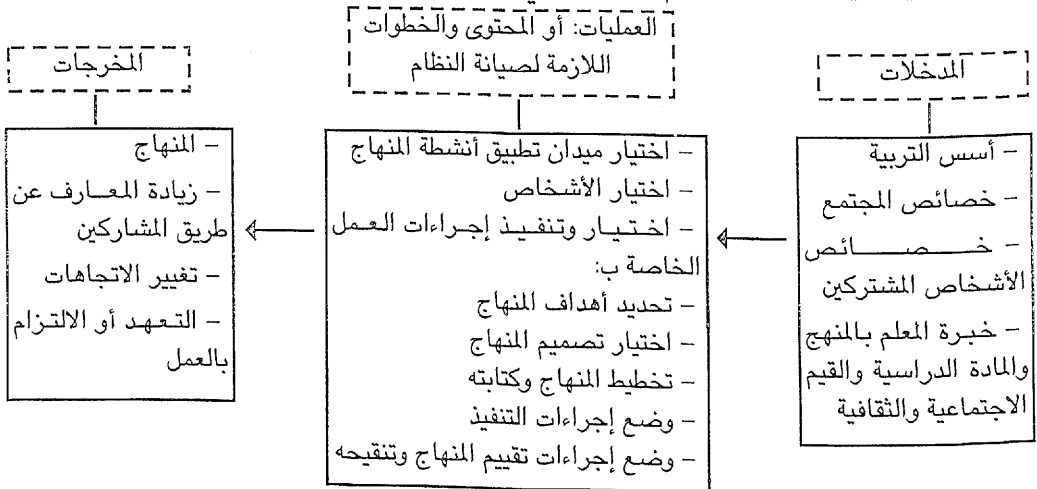 المدخلات
– أسس التربية
– خصائص المجتمع
– خصائص
الأشخاص المشتركين
– خبرة المعلم بالمنهج
والمادة الدراسية والقيم
الاجتماعية والثقافية
العمليات: أو المحتوى والخطوات
اللازمة لصيانة النظام
– اختيار ميدان تطبيق أنشطة المنهاج
– اختيار الأشخاص
– اختيار وتنفيذ إجراءات العمل
الخاصة ب:
– تحديد أهداف المنهاج
– اختيار تصميم المنهاج
– تخطيط المنهاج وكتابته
– وضع إجراءات التنفيذ
– وضع إجراءات تقييم المنهاج وتنقيحه
المخرجات
– المنهاج
– زيادة المعارف عن
طريق المشاركين
– تغيير الاتجاهات
– التعهد أو الالتزام
بالعمل